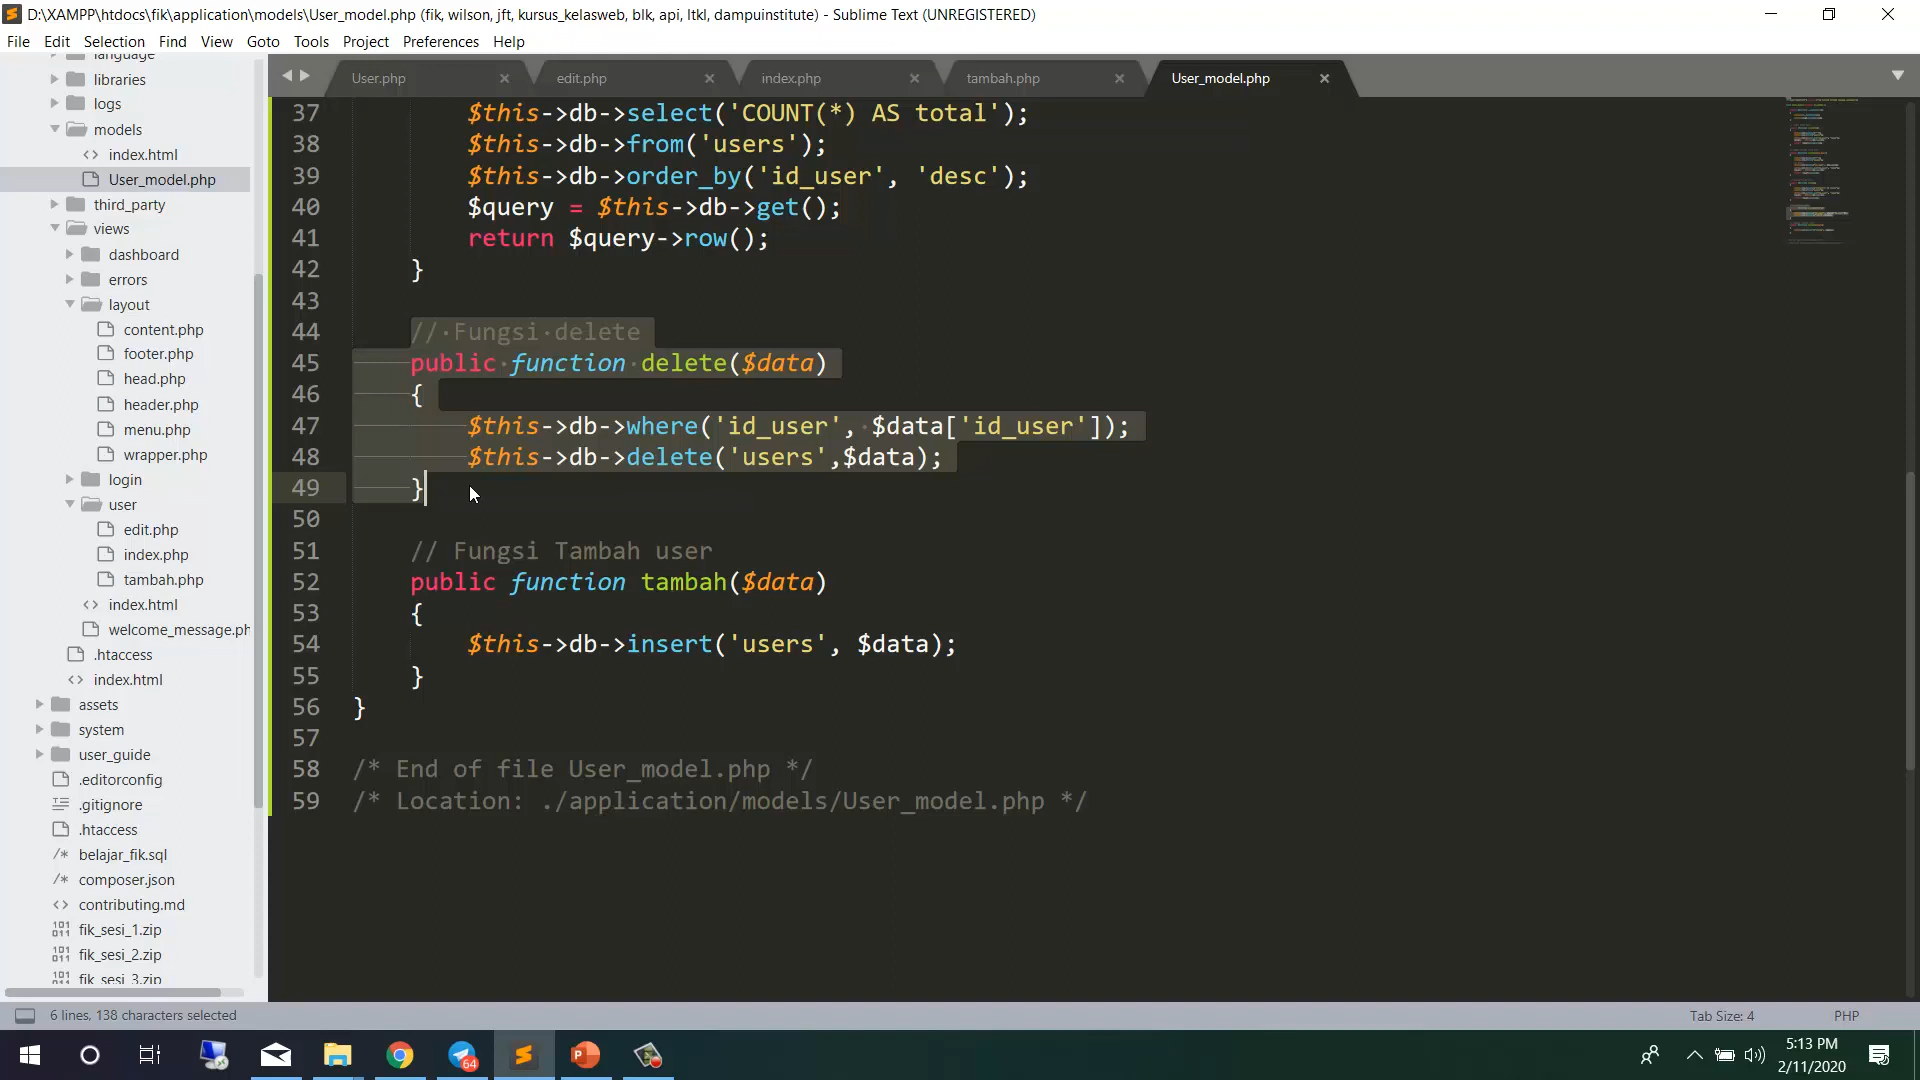 D:\XAMPP\htdocs\fik\application\models\User_model.php (fik, wilson, jft, kursus_kelasweb, blk, api, ltkl, dampuinstitute) - Sublime Text (UNREGISTERED)
File Edit Selection Find View Goto Tools Project Preferences Help
language
libraries
logs
models
index.html
User_model.php
third_party
views
dashboard
errors
layout
content.php
footer.php
head.php
header.php
menu.php
wrapper.php
login
user
edit.php
index.php
tambah.php
index.html
welcome_message.ph
.htaccess
index.html
assets
system
user_guide
.editorconfig
.gitignore
.htaccess
belajar_fik.sql
composer.json
contributing.md
fik_sesi_1.zip
fik_sesi_2.zip
fik_sesi_3.zip
User.php edit.php index.php tambah.php User_model.php
37 $this->db->select('COUNT(*) AS total');
38 $this->db->from('users');
39 $this->db->order_by('id_user', 'desc');
40 $query = $this->db->get();
41 return $query->row();
42 }
43
44 // Fungsi delete
45 public function delete($data)
46 {
47 $this->db->where('id_user', $data['id_user']);
48 $this->db->delete('users',$data);
49 }
50
51 // Fungsi Tambah user
52 public function tambah($data)
53 {
54 $this->db->insert('users', $data);
55 }
56 }
57
58 /* End of file User_model.php */
59 /* Location: ./application/models/User_model.php */
6 lines, 138 characters selected
Tab Size: 4 PHP
64
5:13 PM
2/11/2020